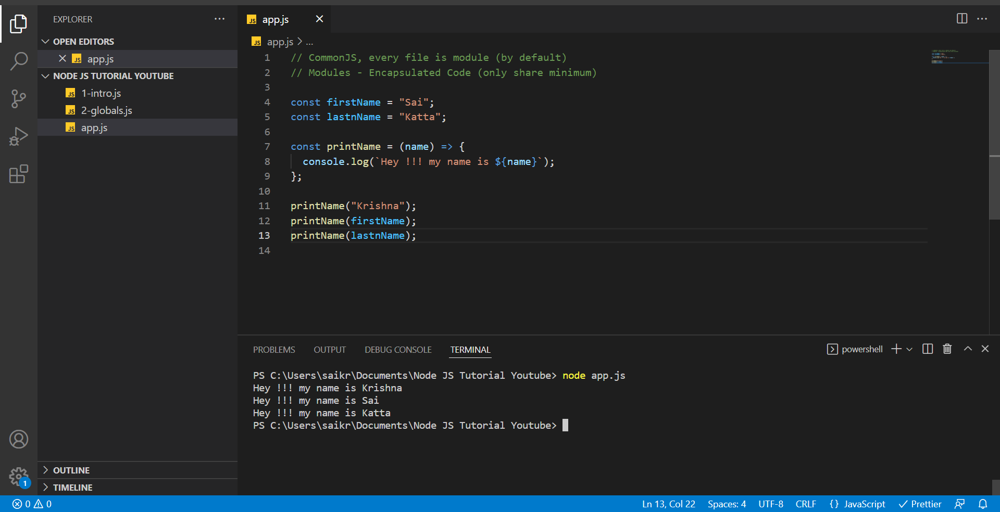 EXPLORER
OPEN EDITORS
JS app.js
NODE JS TUTORIAL YOUTUBE
JS 1-intro.js
JS 2-globals.js
JS app.js
OUTLINE
TIMELINE
1
JS app.js
JS app.js > ...
1 // CommonJS, every file is module (by default)
2 // Modules - Encapsulated Code (only share minimum)
3
4 const firstName = "Sai";
5 const lastnName = "Katta";
6
7 const printName = (name) => {
8 console.log(`Hey !!! my name is ${name}`);
9 };
10
11 printName("Krishna");
12 printName(firstName);
13 printName(lastnName);
14
PROBLEMS OUTPUT DEBUG CONSOLE TERMINAL powershell
PS C:\Users\saikr\Documents\Node JS Tutorial Youtube> node app.js
Hey !!! my name is Krishna
Hey !!! my name is Sai
Hey !!! my name is Katta
PS C:\Users\saikr\Documents\Node JS Tutorial Youtube>
0 0 Ln 13, Col 22 Spaces: 4 UTF-8 CRLF {} JavaScript Prettier